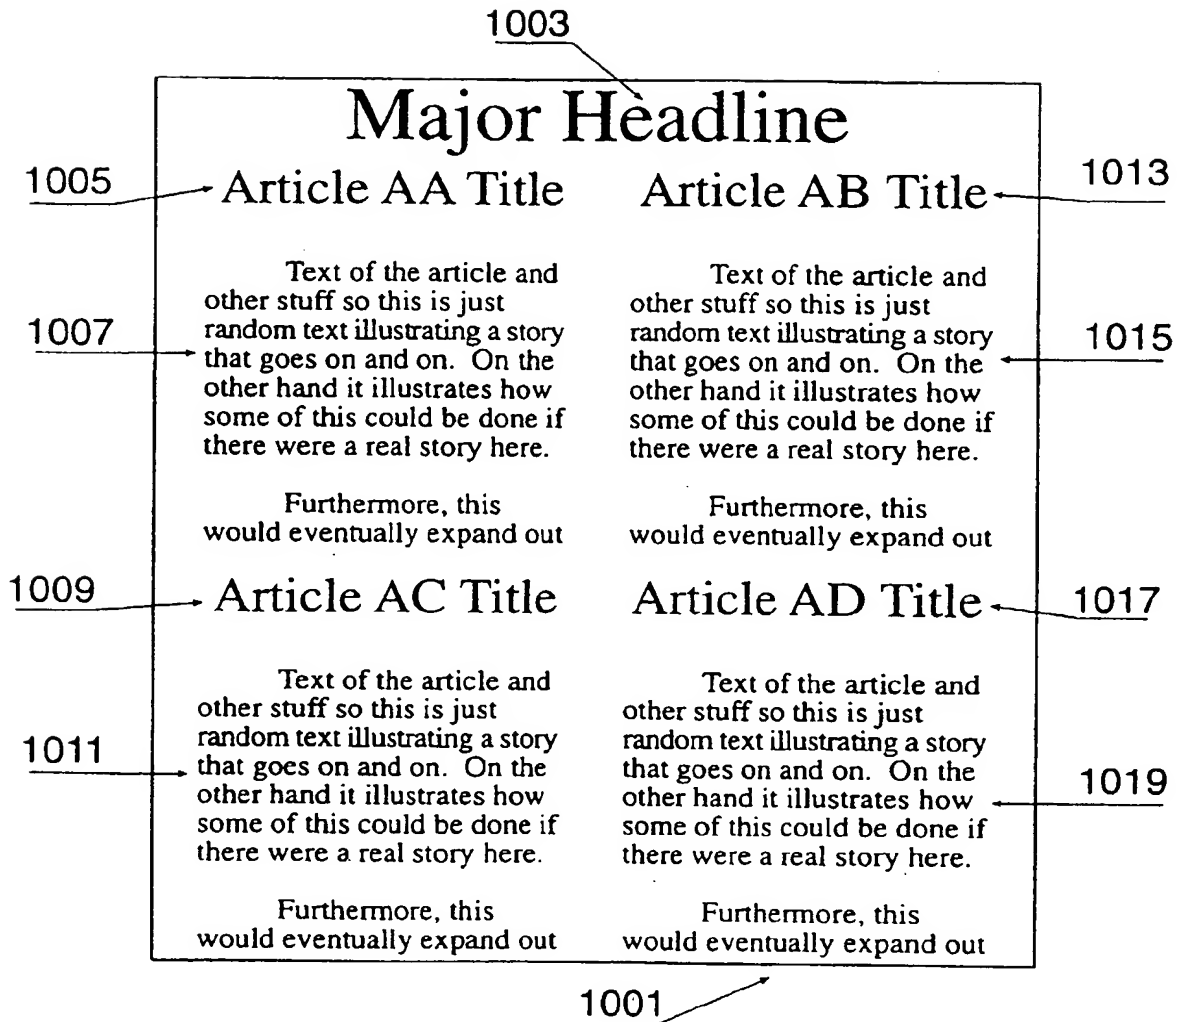 1003
Major Headline
1005
Article AA Title
Text of the article and
other stuff so this is just
random text illustrating a story
that goes on and on.  On the
other hand it illustrates how
some of this could be done if
there were a real story here.
1007
Furthermore, this
would eventually expand out
1013
Article AB Title
Text of the article and
other stuff so this is just
random text illustrating a story
that goes on and on.  On the
other hand it illustrates how
some of this could be done if
there were a real story here.
1015
Furthermore, this
would eventually expand out
1009
Article AC Title
Text of the article and
other stuff so this is just
random text illustrating a story
that goes on and on.  On the
other hand it illustrates how
some of this could be done if
there were a real story here.
1011
Furthermore, this
would eventually expand out
1017
Article AD Title
Text of the article and
other stuff so this is just
random text illustrating a story
that goes on and on.  On the
other hand it illustrates how
some of this could be done if
there were a real story here.
1019
Furthermore, this
would eventually expand out
1001